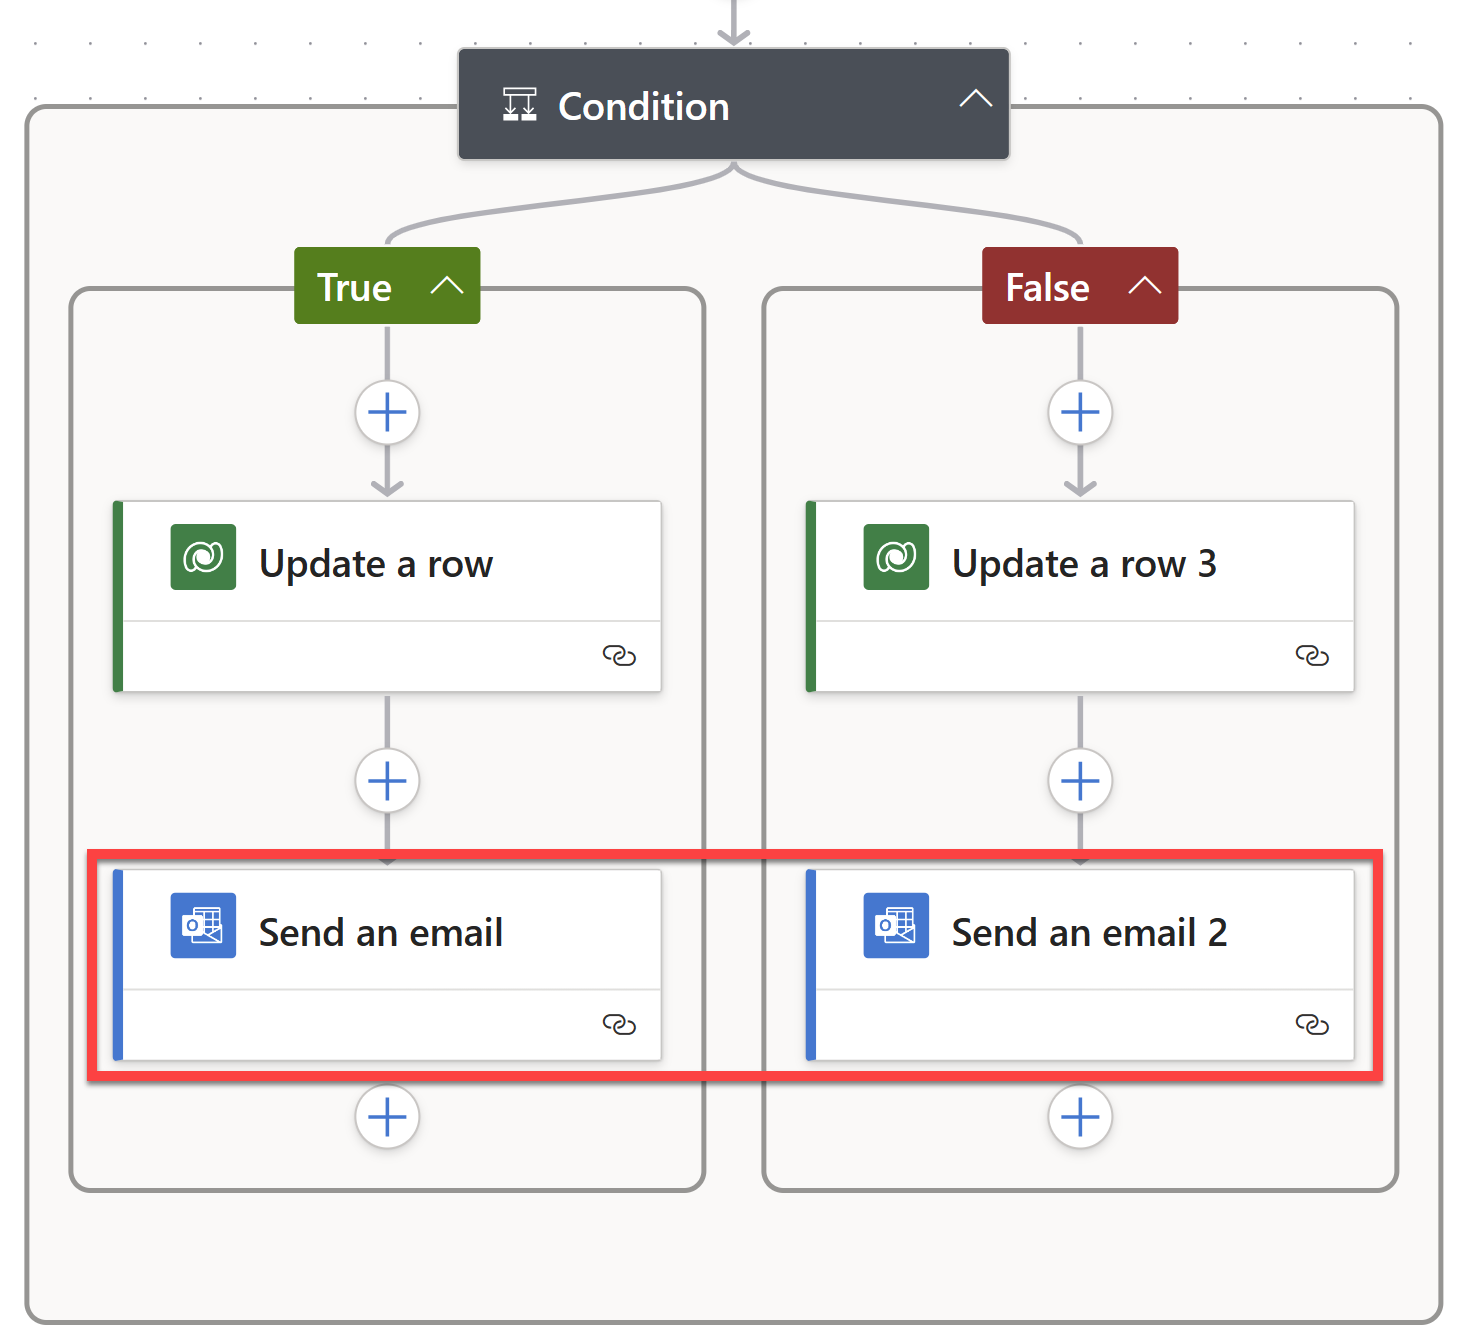 Condition
True
False
Update a row
Update a row 3
Send an email
Send an email 2